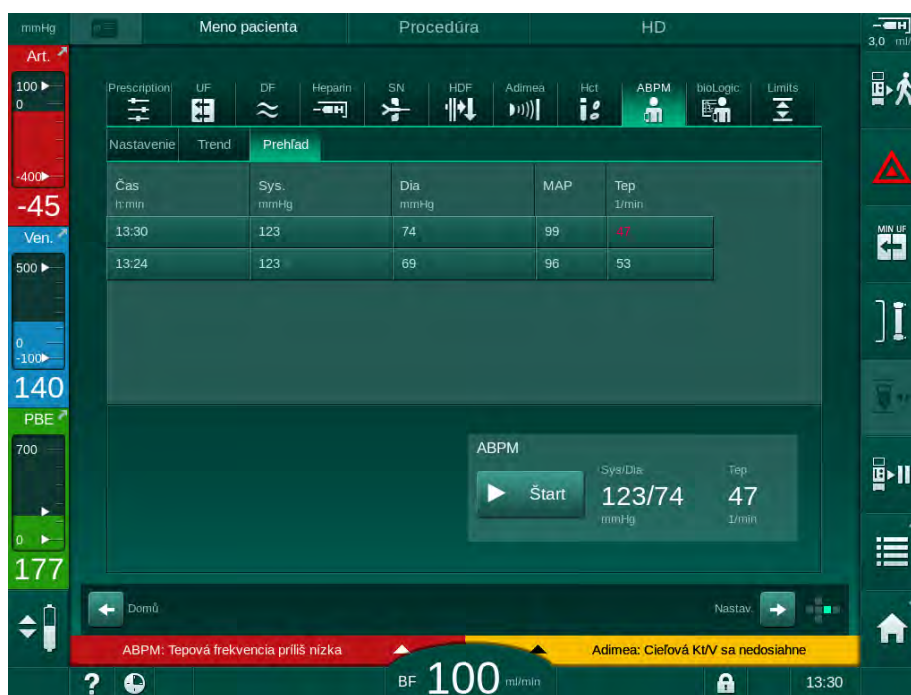 mmHg
Meno pacienta
Procedúra
HD
3,0 ml/
Art.
100
0
-400
-45
Ven.
500
0
-100
140
PBE
700
0
177
Prescription UF DF Heparin SN HDF Adimea Hct ABPM bioLogic Limits
Nastavenie Trend Prehľad
Čas Sys. Dia MAP Tep
h:min mmHg mmHg 1/min
13:30 123 74 99 47
13:24 123 69 96 53
ABPM
Štart
Sys/Dia Tep
123/74 47
mmHg 1/min
MIN UF
Domů
Nastav.
ABPM: Tepová frekvencia príliš nízka
Adimea: Cieľová Kt/V sa nedosiahne
? BF 100 ml/min 13:30